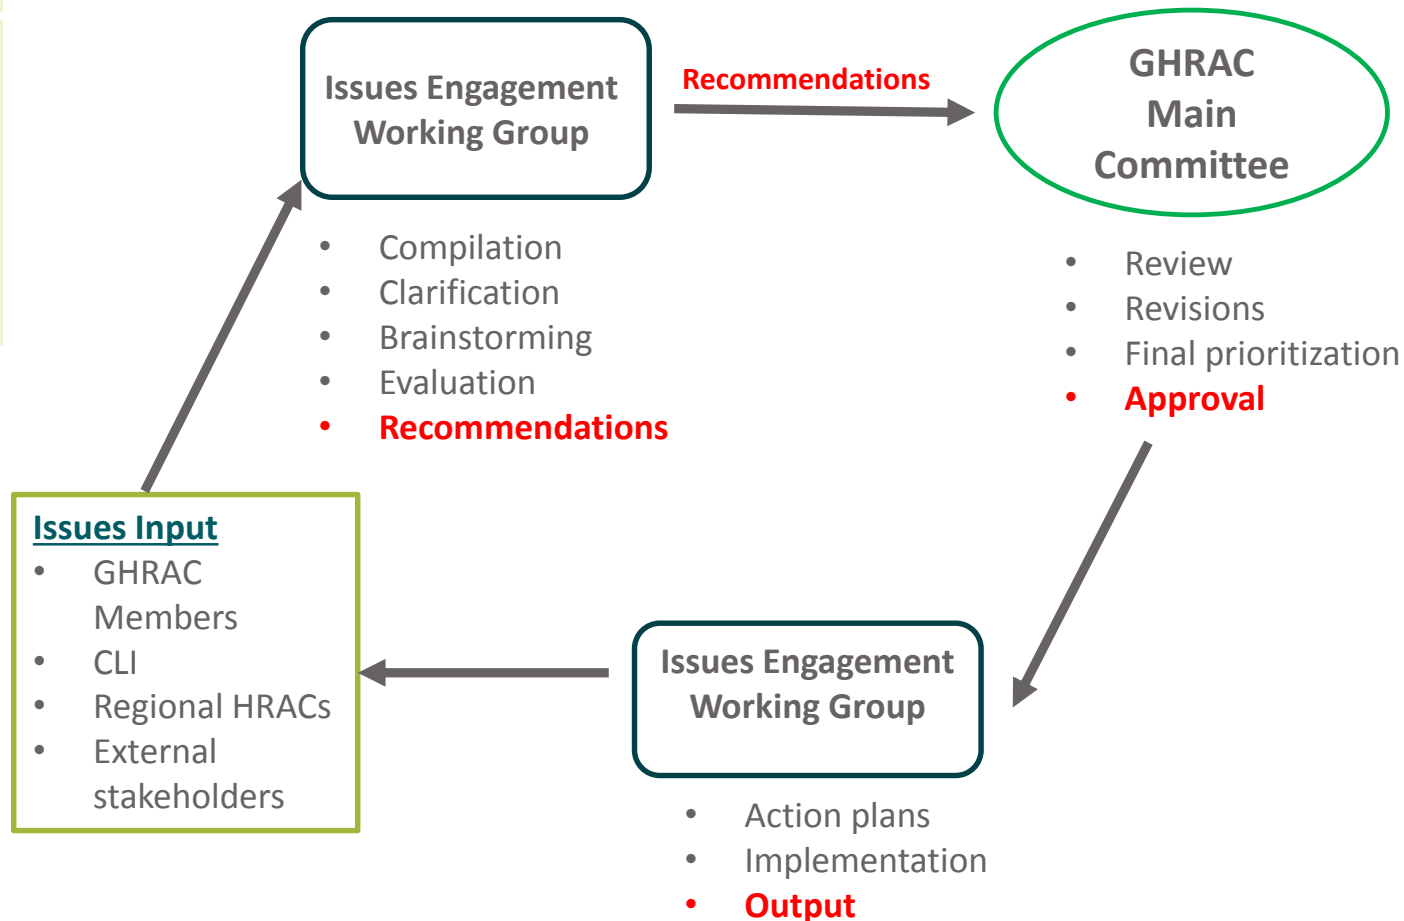 Issues Engagement
Working Group
Recommendations
GHRAC
Main
Committee
• Compilation
• Clarification
• Brainstorming
• Evaluation
• Recommendations
• Review
• Revisions
• Final prioritization
• Approval
Issues Input
• GHRAC
Members
• CLI
• Regional HRACs
• External
stakeholders
Issues Engagement
Working Group
• Action plans
• Implementation
• Output